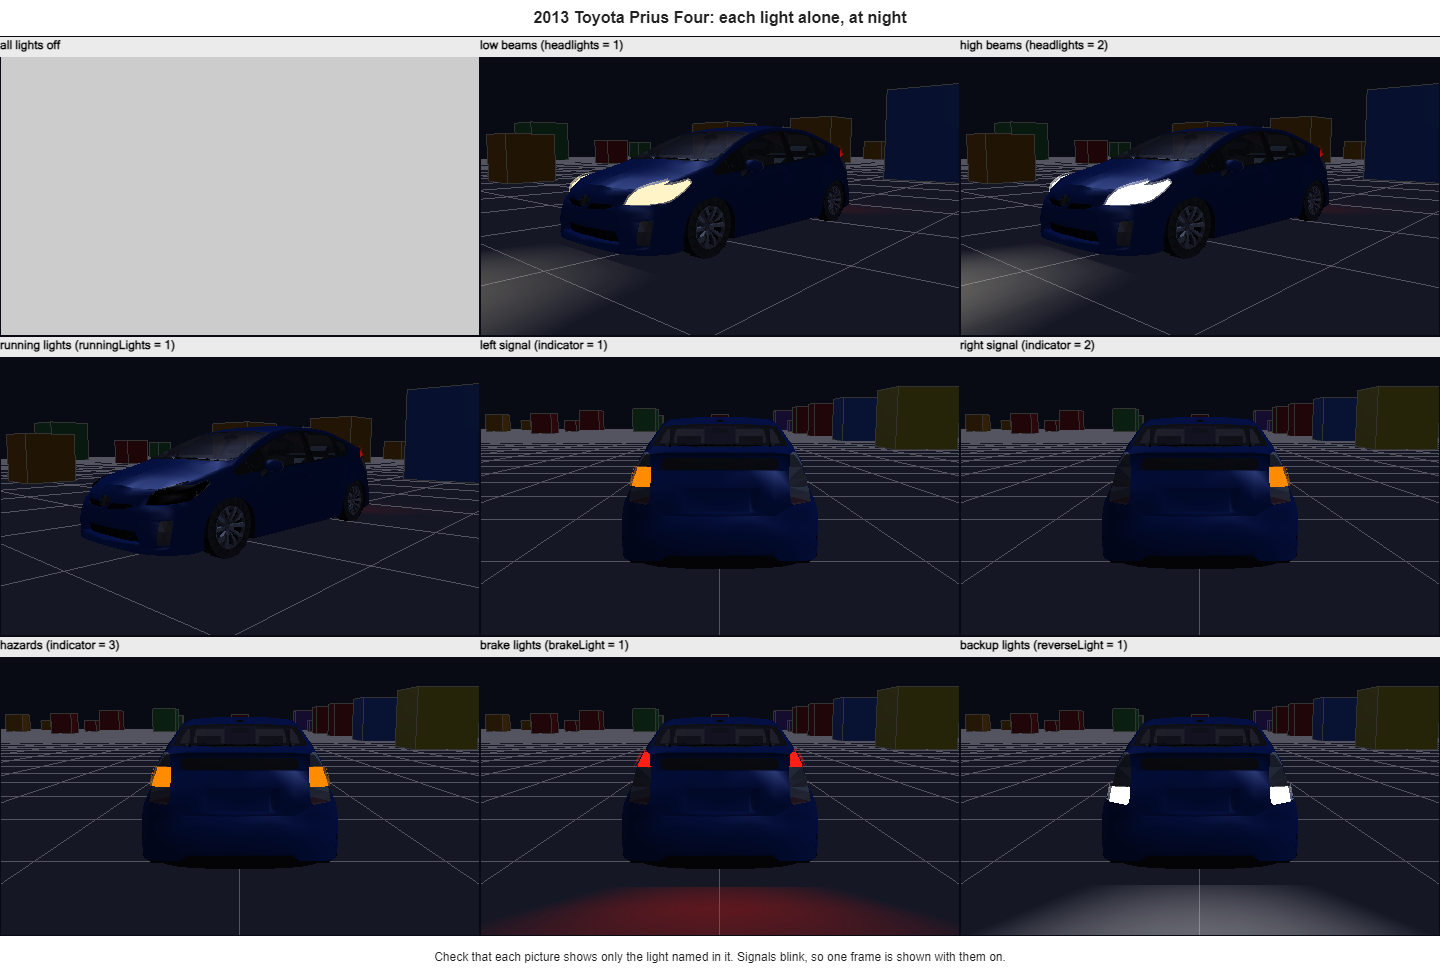 2013 Toyota Prius Four: each light alone, at night
all lights off
low beams (headlights = 1)
high beams (headlights = 2)
running lights (runningLights = 1)
left signal (indicator = 1)
right signal (indicator = 2)
hazards (indicator = 3)
brake lights (brakeLight = 1)
backup lights (reverseLight = 1)
Check that each picture shows only the light named in it. Signals blink, so one frame is shown with them on.